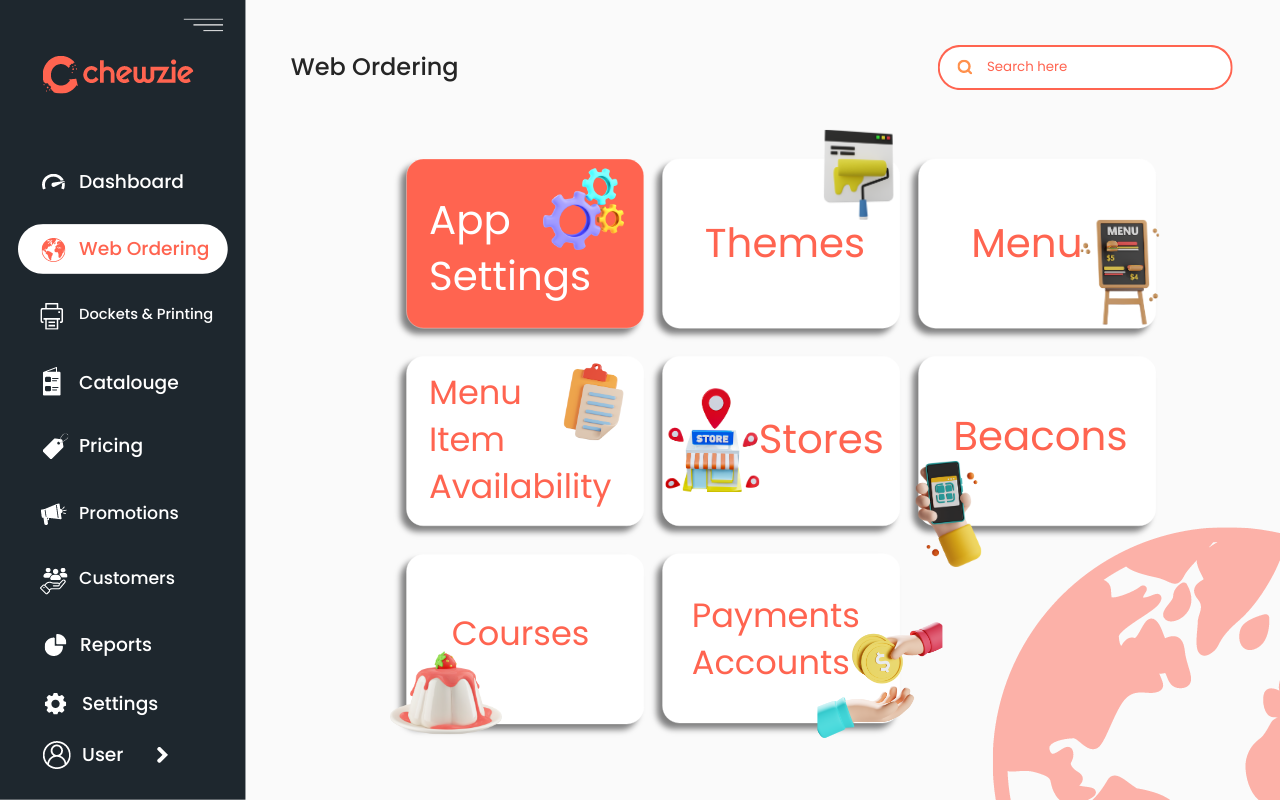 chewzie
Dashboard
Web Ordering
Dockets & Printing
Catalouge
Pricing
Promotions
Customers
Reports
Settings
User
Web Ordering
Search here
App
Settings
Themes
Menu
MENU
$5
$4
Menu
Item
Availability
STORE
Stores
Beacons
Courses
Payments
Accounts
$